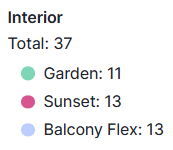 Interior
Total: 37
Garden: 11
Sunset: 13
Balcony Flex: 13